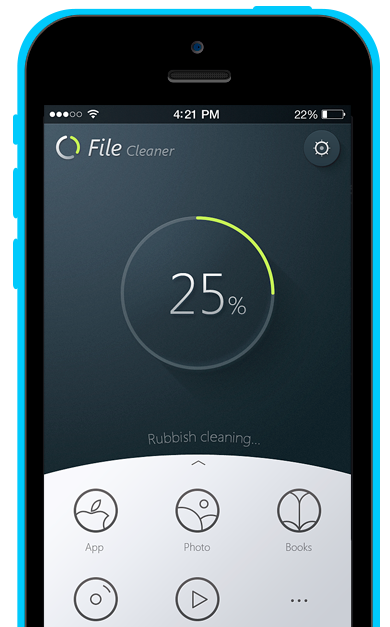 4:21 PM 22%
File Cleaner
25%
Rubbish cleaning...
App Photo Books